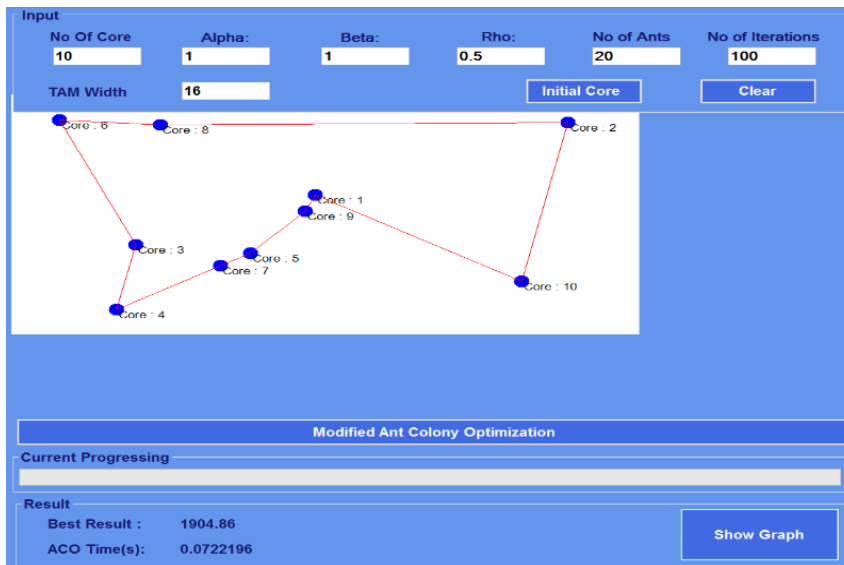 Input
No Of Core Alpha: Beta: Rho: No of Ants No of Iterations
10 1 1 0.5 20 100
TAM Width 16 Initial Core Clear
Core : 6
Core : 8
Core : 2
Core : 1
Core : 9
Core : 3
Core : 5
Core : 7
Core : 10
Core : 4
Modified Ant Colony Optimization
Current Progressing
Result
Best Result : 1904.86
Show Graph
ACO Time(s): 0.0722196